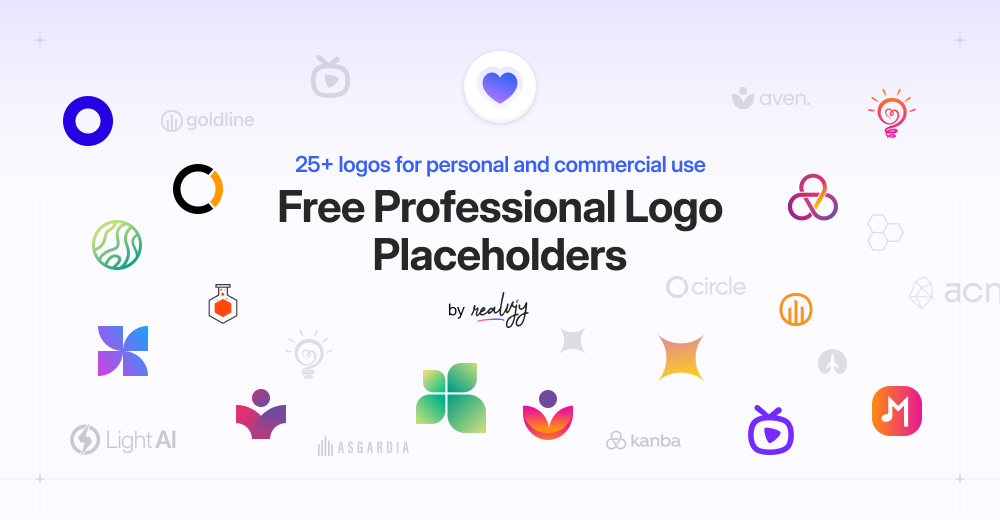 goldline
aven.
25+ logos for personal and commercial use
Free Professional Logo
Placeholders
circle
acn
by realvjy
Light AI
ASGARDIA
kanba